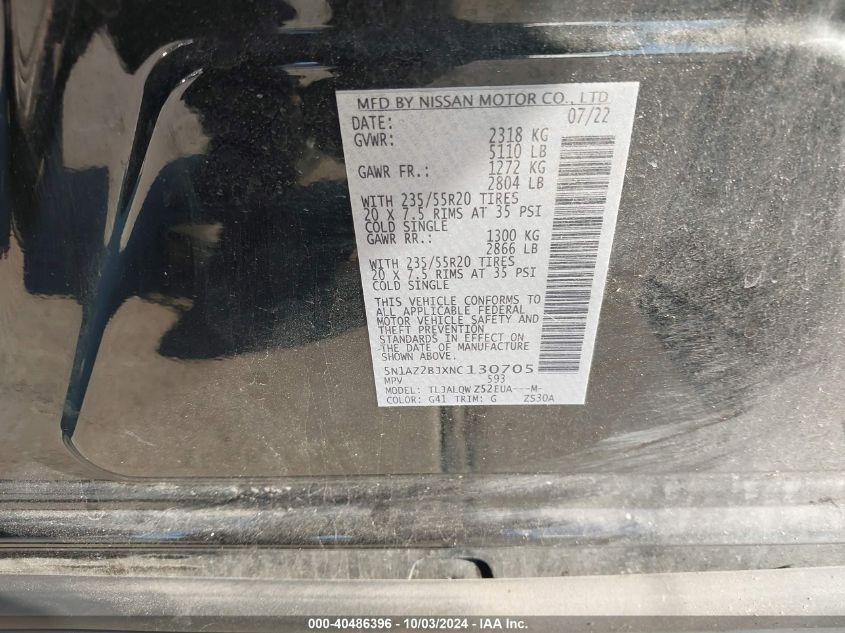 MFD BY NISSAN MOTOR CO., LTD
DATE: 07/22
GVWR: 2318 KG
5110 LB
GAWR FR.: 1272 KG
2804 LB
WITH 235/55R20 TIRES
20 X 7.5 RIMS AT 35 PSI
COLD SINGLE
GAWR RR.: 1300 KG
2866 LB
WITH 235/55R20 TIRES
20 X 7.5 RIMS AT 35 PSI
COLD SINGLE
THIS VEHICLE CONFORMS TO
ALL APPLICABLE FEDERAL
MOTOR VEHICLE SAFETY AND
THEFT PREVENTION
STANDARDS IN EFFECT ON
THE DATE OF MANUFACTURE
SHOWN ABOVE.
5N1AZ2BJXNC130705
MPV 593
MODEL: TLJALQWZ52EUA---M-
COLOR: G41 TRIM: G Z530A
000-40486396 - 10/03/2024 - IAA Inc.